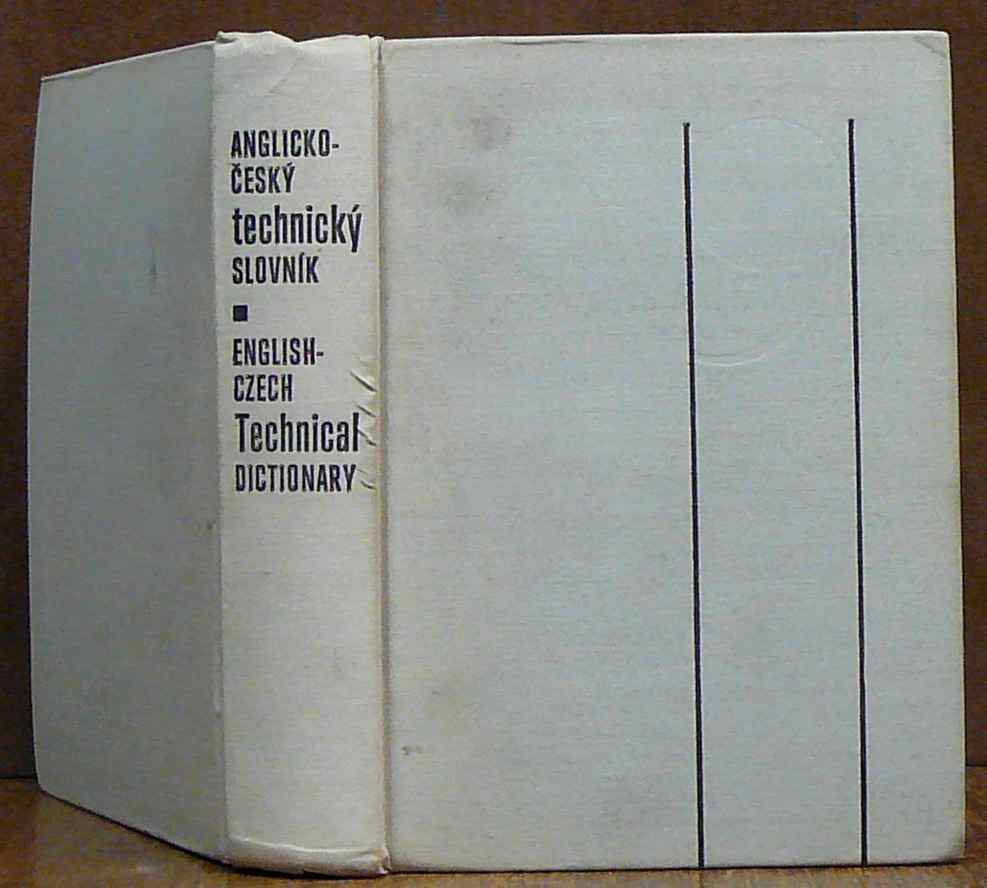 ANGLICKO-
ČESKÝ
technický
SLOVNÍK
ENGLISH-
CZECH
Technical
DICTIONARY